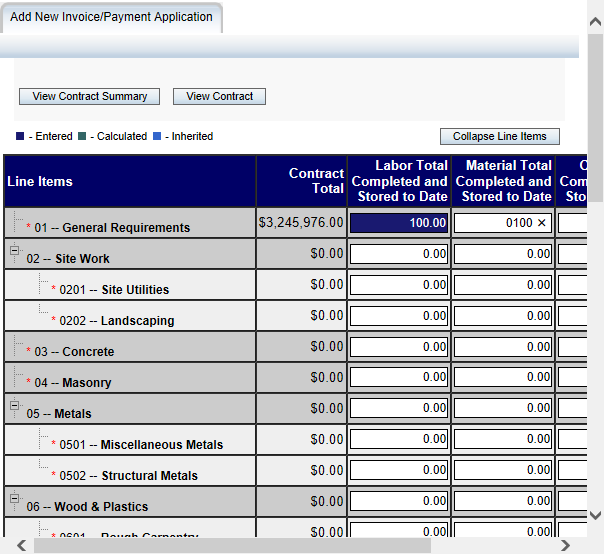 Add New Invoice/Payment Application
View Contract Summary View Contract
- Entered - Calculated - Inherited Collapse Line Items
Line Items Contract Total Labor Total Completed and Stored to Date Material Total Completed and Stored to Date
* 01 -- General Requirements $3,245,976.00 100.00 0100 ×
02 -- Site Work $0.00 0.00 0.00
* 0201 -- Site Utilities $0.00 0.00 0.00
* 0202 -- Landscaping $0.00 0.00 0.00
* 03 -- Concrete $0.00 0.00 0.00
* 04 -- Masonry $0.00 0.00 0.00
05 -- Metals $0.00 0.00 0.00
* 0501 -- Miscellaneous Metals $0.00 0.00 0.00
* 0502 -- Structural Metals $0.00 0.00 0.00
06 -- Wood & Plastics $0.00 0.00 0.00
* 0601 -- Rough Carpentry $0.00 0.00 0.00